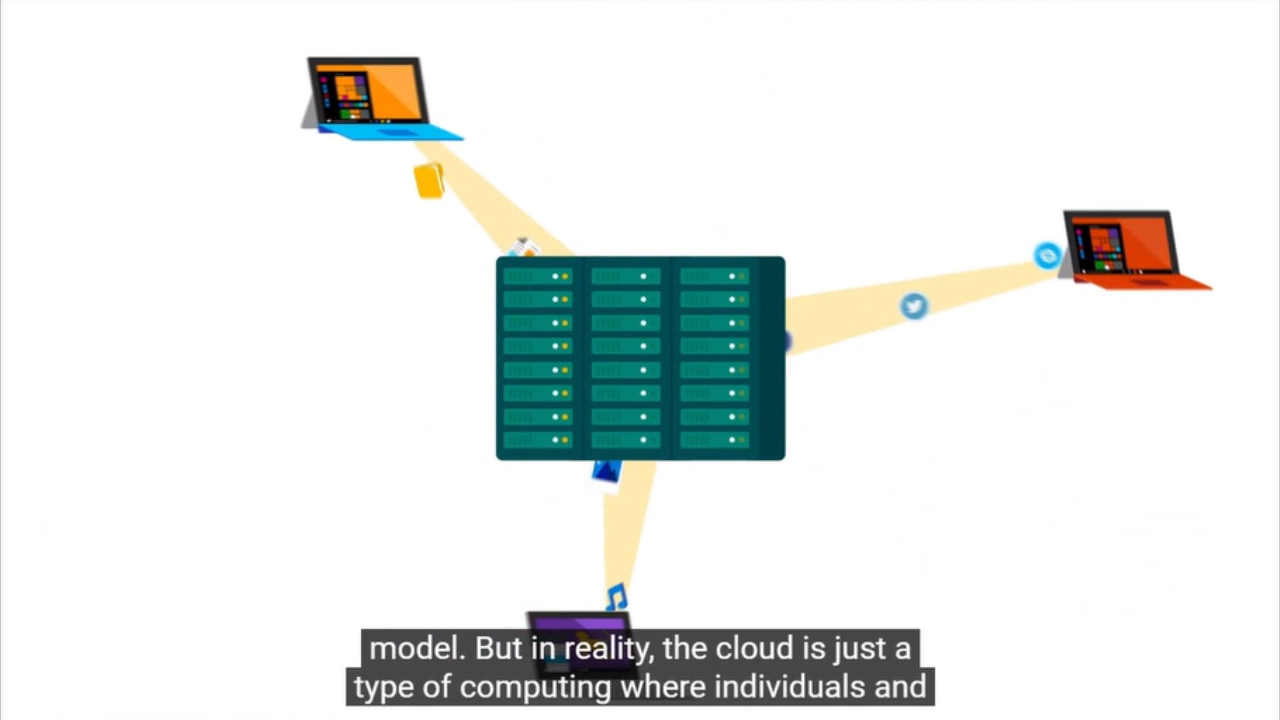 model. But in reality, the cloud is just a
type of computing where individuals and